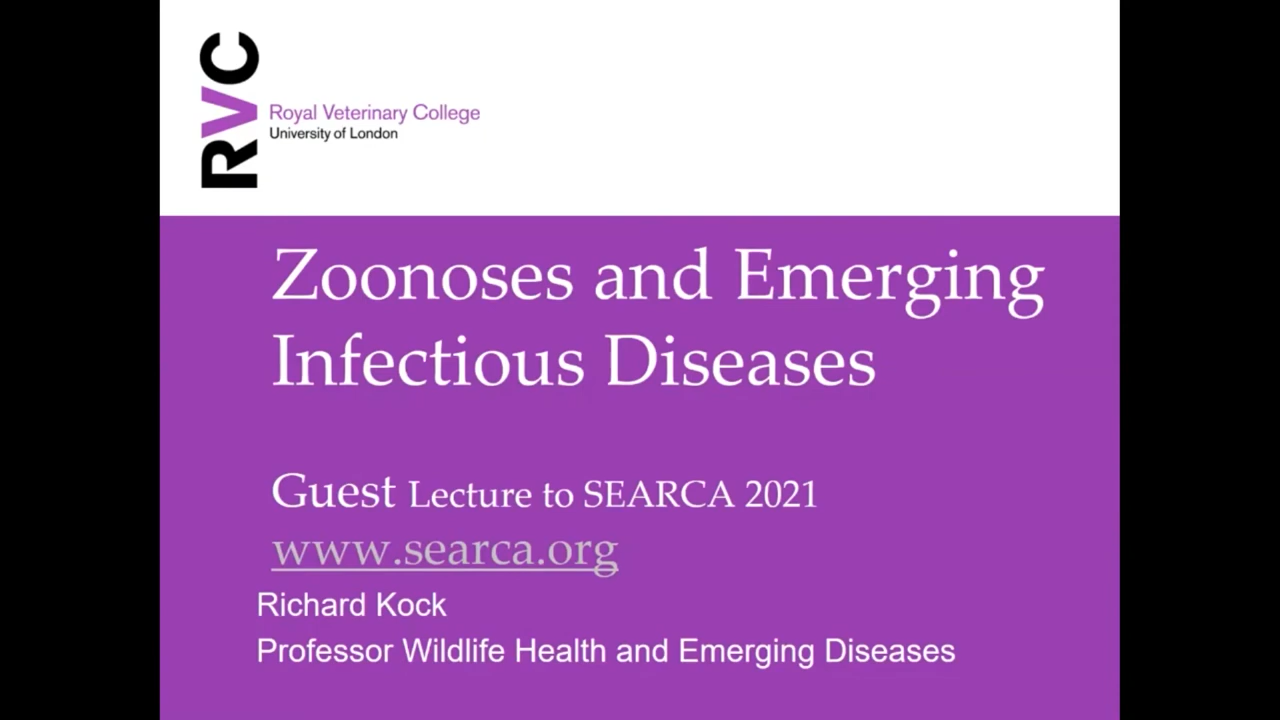 RVC
Royal Veterinary College
University of London
Zoonoses and Emerging
Infectious Diseases
Guest Lecture to SEARCA 2021
www.searca.org
Richard Kock
Professor Wildlife Health and Emerging Diseases